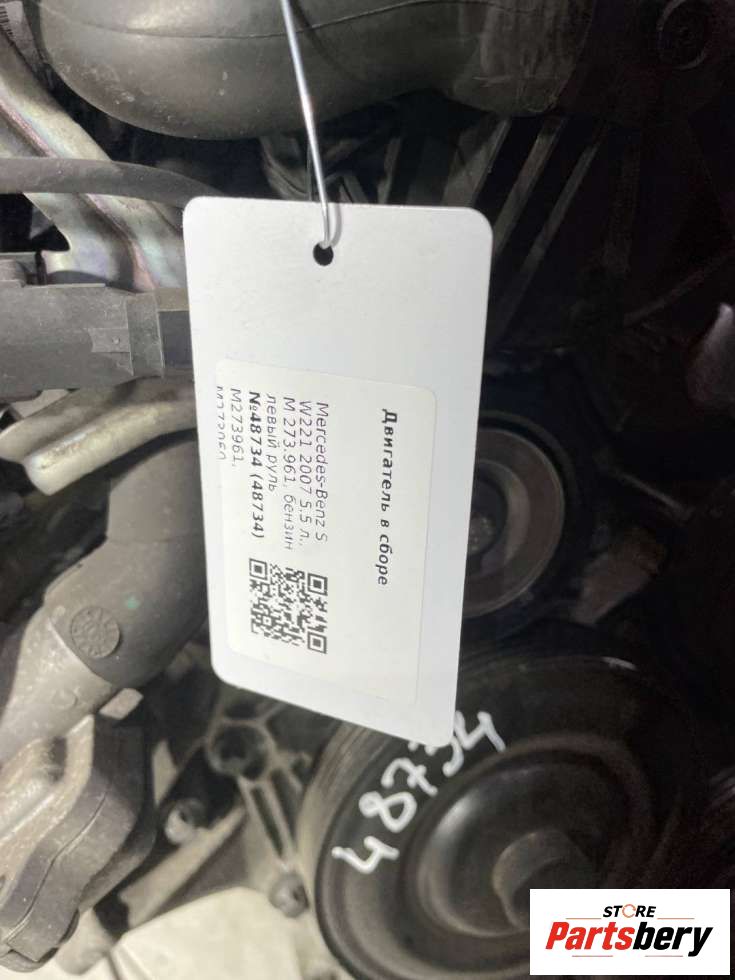 Двигатель в сборе
Mercedes-Benz S
W221 2007 5.5 л.,
М 273.961, бензин
левый руль
№48734 (48734)
M273961,
48734
STORE
Partsbery